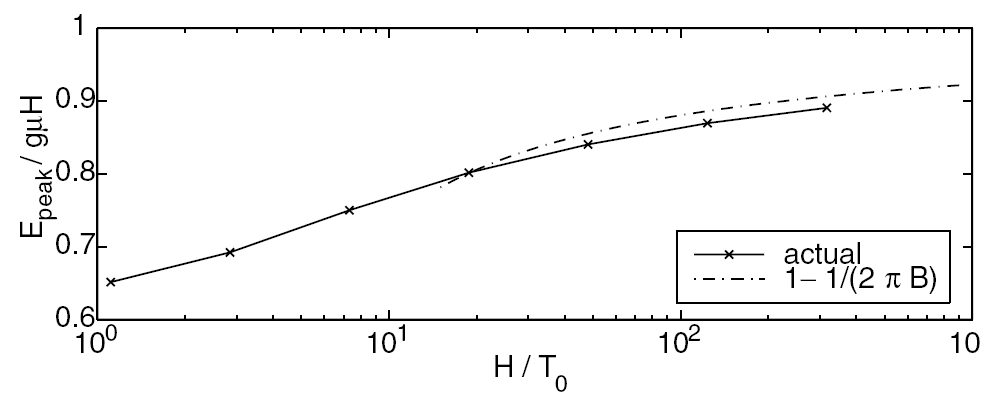 1
0.9
0.8
0.7
0.6
E_peak / gμH
10^0
10^1
10^2
10
H / T_0
actual
1– 1/(2 π B)